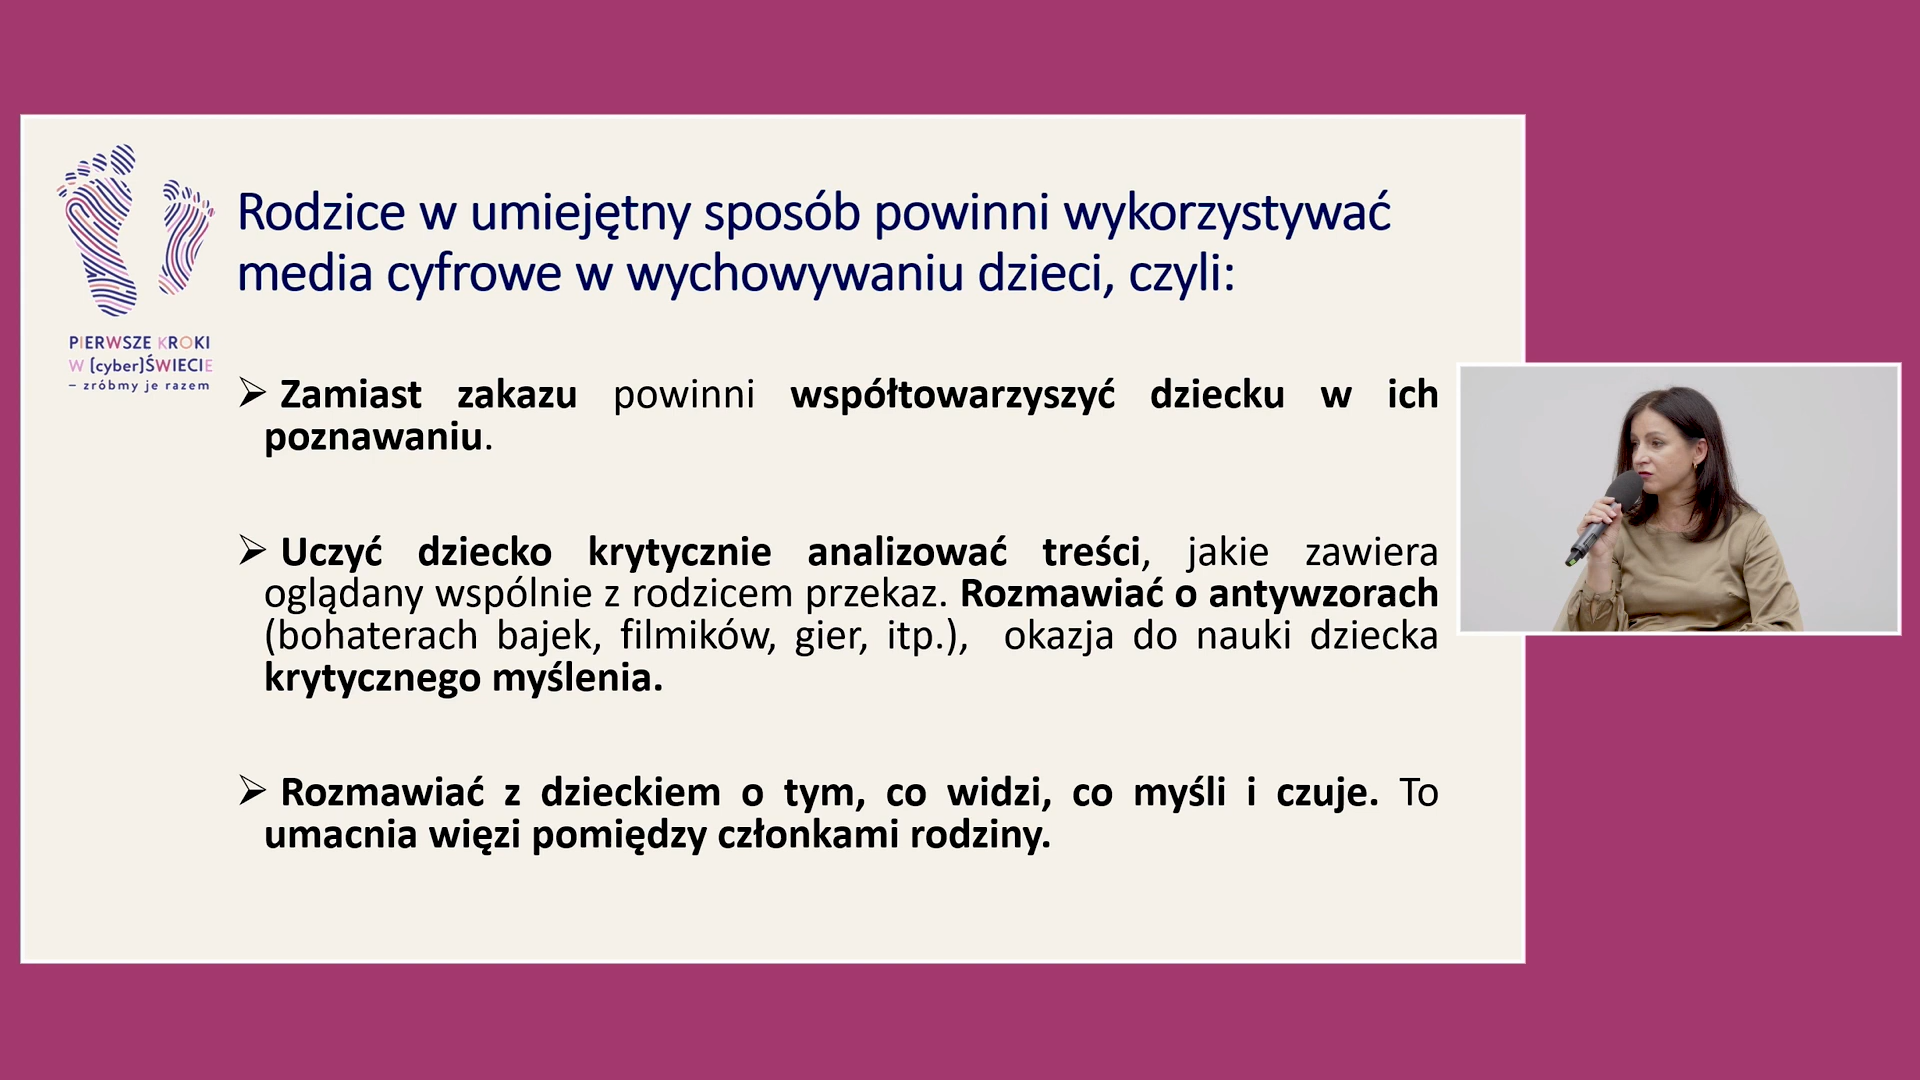 Rodzice w umiejętny sposób powinni wykorzystywać
media cyfrowe w wychowywaniu dzieci, czyli:
PIERWSZE KROKI
W [cyber]ŚWIECIE
– zróbmy je razem
➢ Zamiast zakazu powinni współtowarzyszyć dziecku w ich
poznawaniu.
➢ Uczyć dziecko krytycznie analizować treści, jakie zawiera
oglądany wspólnie z rodzicem przekaz. Rozmawiać o antywzorach
(bohaterach bajek, filmików, gier, itp.), okazja do nauki dziecka
krytycznego myślenia.
➢ Rozmawiać z dzieckiem o tym, co widzi, co myśli i czuje. To
umacnia więzi pomiędzy członkami rodziny.